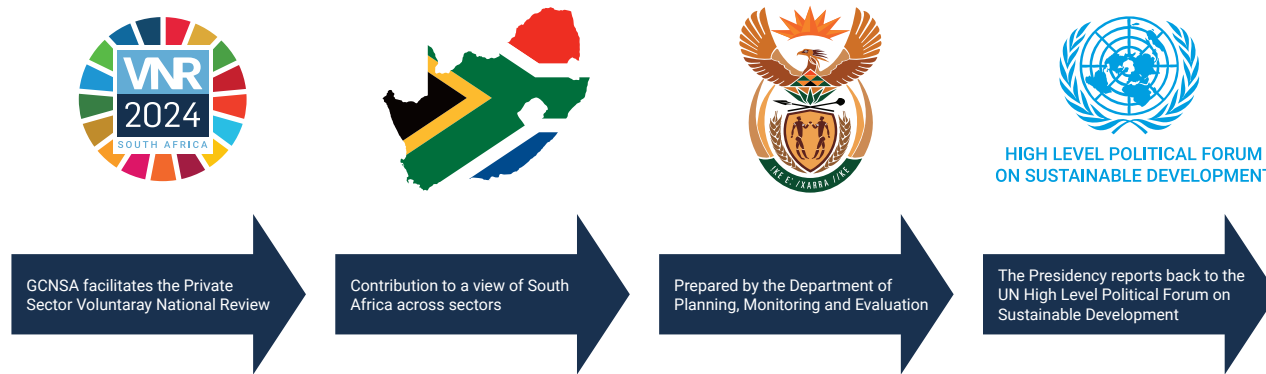 VNR
2024
SOUTH AFRICA
!KE E: /XARRA //KE
HIGH LEVEL POLITICAL FORUM
ON SUSTAINABLE DEVELOPMENT
GCNSA facilitates the Private
Sector Voluntaray National Review
Contribution to a view of South
Africa across sectors
Prepared by the Department of
Planning, Monitoring and Evaluation
The Presidency reports back to the
UN High Level Political Forum on
Sustainable Development